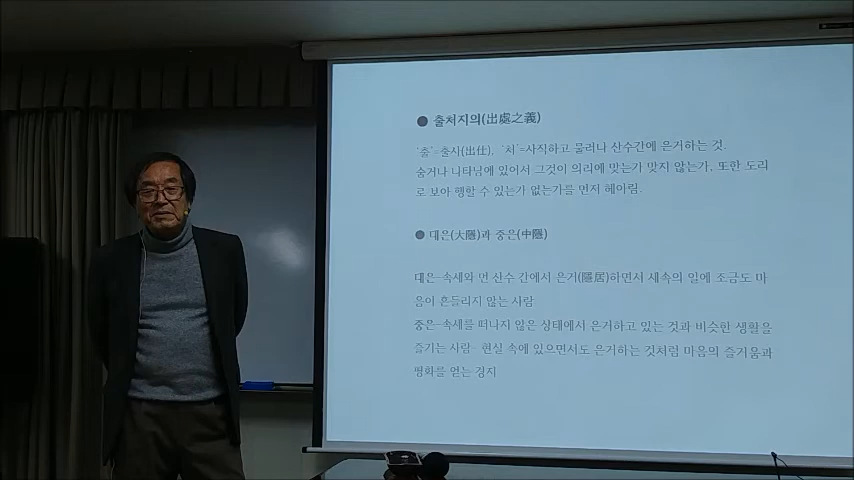 ● 출처지의(出處之義)
'출'=출사(出仕), '처'=사직하고 물러나 산수간에 은거하는 것.
숨거나 나타남에 있어서 그것이 의리에 맞는가 맞지 않는가, 또한 도리
로 보아 행할 수 있는가 없는가를 먼저 헤아림.
● 대은(大隱)과 중은(中隱)
대은-속세와 먼 산수 간에서 은거(隱居)하면서 새속의 일에 조금도 마
음이 흔들리지 않는 사람
중은-속세를 떠나지 않은 상태에서 은거하고 있는 것과 비슷한 생활을
즐기는 사람- 현실 속에 있으면서도 은거하는 것처럼 마음의 즐거움과
평화를 얻는 경지